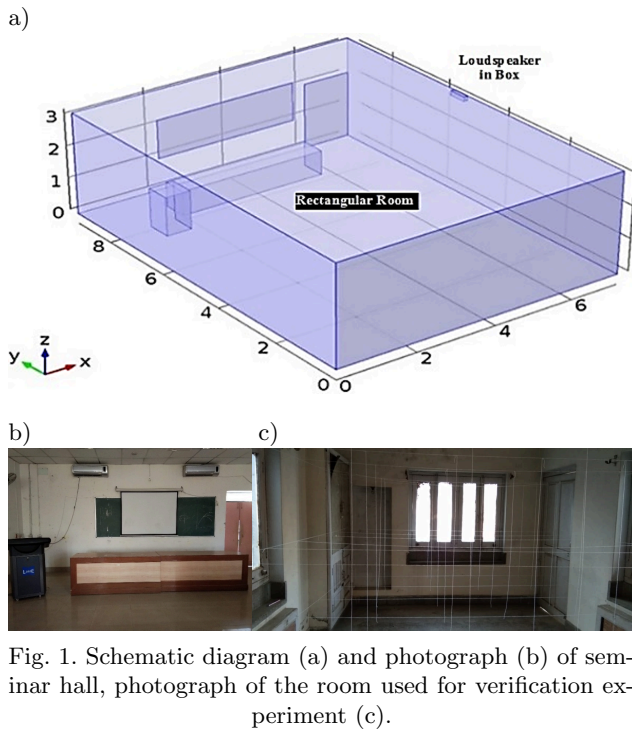 a)
Loudspeaker
in Box
3
2
1
0
Rectangular Room
8
6
4
2
0
0
2
4
6
z
y
x
b)
c)
LIVE
Fig. 1. Schematic diagram (a) and photograph (b) of sem-
inar hall, photograph of the room used for verification ex-
periment (c).